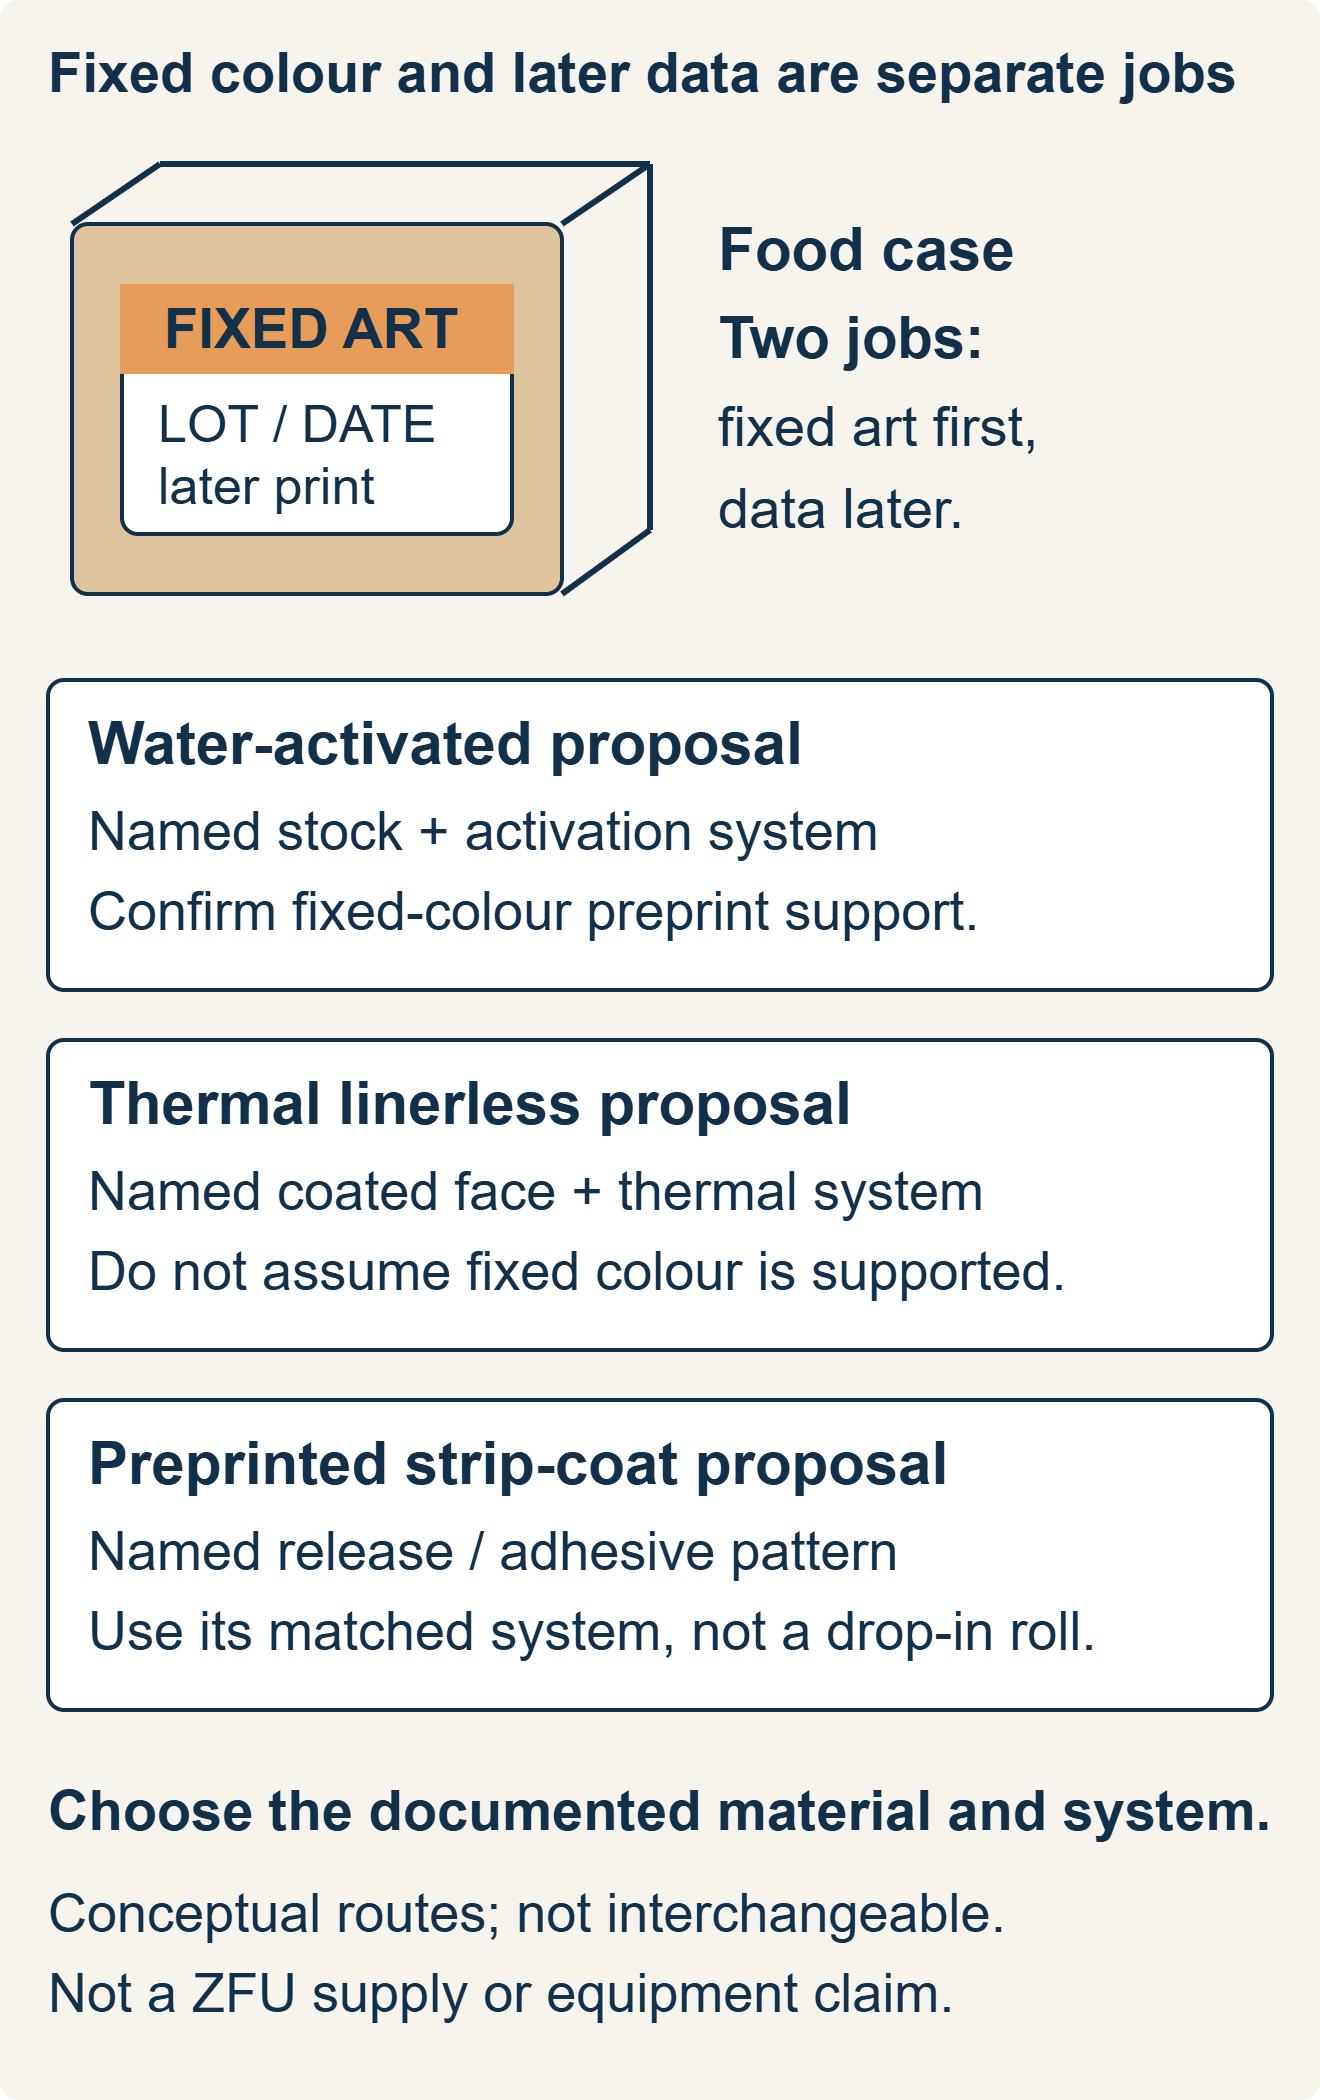 Fixed colour and later data are separate jobs
FIXED ART
LOT / DATE
later print
Food case
Two jobs:
fixed art first,
data later.
Water-activated proposal
Named stock + activation system
Confirm fixed-colour preprint support.
Thermal linerless proposal
Named coated face + thermal system
Do not assume fixed colour is supported.
Preprinted strip-coat proposal
Named release / adhesive pattern
Use its matched system, not a drop-in roll.
Choose the documented material and system.
Conceptual routes; not interchangeable.
Not a ZFU supply or equipment claim.